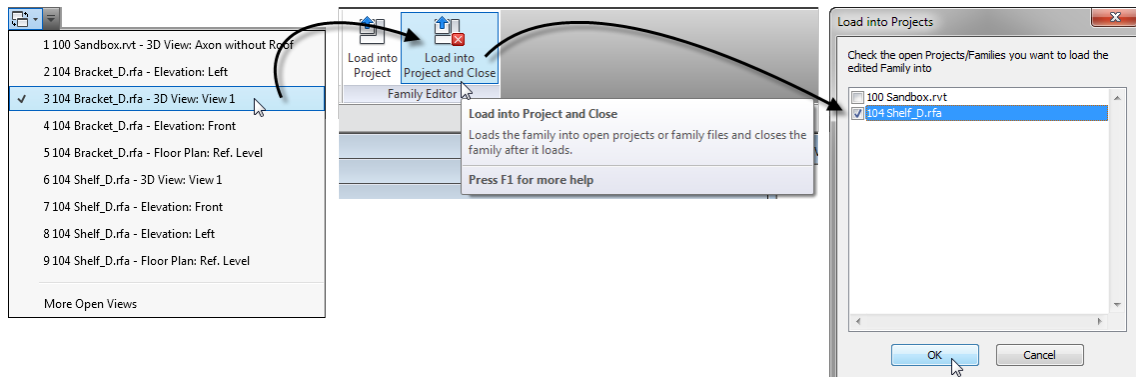 1 100 Sandbox.rvt - 3D View: Axon without Roof
2 104 Bracket_D.rfa - Elevation: Left
3 104 Bracket_D.rfa - 3D View: View 1
4 104 Bracket_D.rfa - Elevation: Front
5 104 Bracket_D.rfa - Floor Plan: Ref. Level
6 104 Shelf_D.rfa - 3D View: View 1
7 104 Shelf_D.rfa - Elevation: Front
8 104 Shelf_D.rfa - Elevation: Left
9 104 Shelf_D.rfa - Floor Plan: Ref. Level
More Open Views
Load into
Project
Load into
Project and Close
Family Editor
Load into Project and Close
Loads the family into open projects or family files and closes the
family after it loads.
Press F1 for more help
Load into Projects
Check the open Projects/Families you want to load the
edited Family into
100 Sandbox.rvt
104 Shelf_D.rfa
OK
Cancel